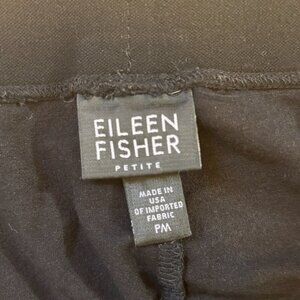 EILEEN
FISHER
PETITE
MADE IN
USA
OF IMPORTED
FABRIC
PM